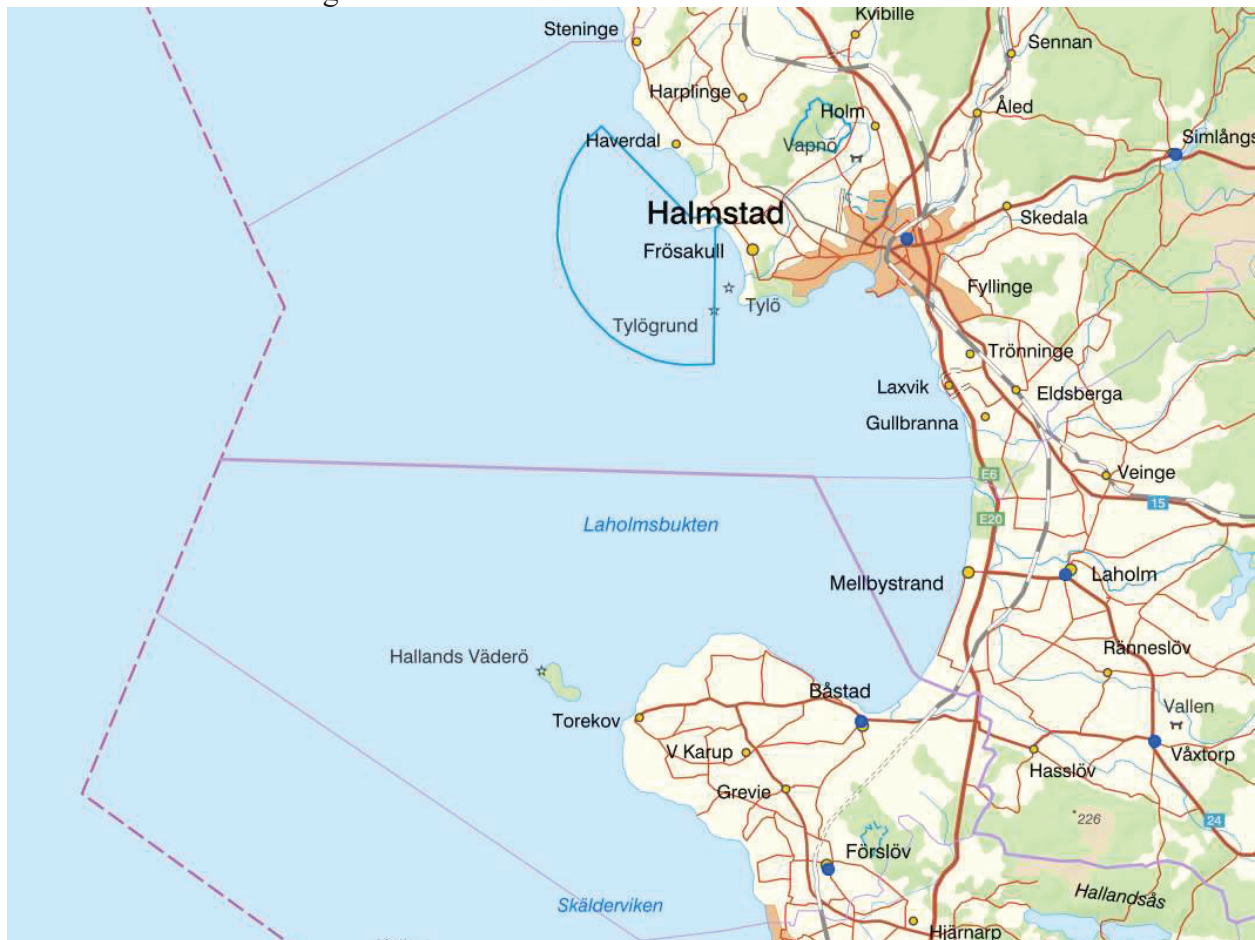 Kvibille
Steninge
Sennan
Harplinge
Holm
Åled
Haverdal
Vapnö
Simlångs
Halmstad
Skedala
Frösakull
Fyllinge
Tylö
Tylögrund
Trönninge
Laxvik
Eldsberga
Gullbranna
E6
Veinge
15
Laholmsbukten
E20
Mellbystrand
Laholm
Hallands Väderö
Ränneslöv
Båstad
Torekov
Vallen
V Karup
Hasslöv
Våxtorp
Grevie
226
24
Förslöv
Hallandsås
Skälderviken
Hjärnarp